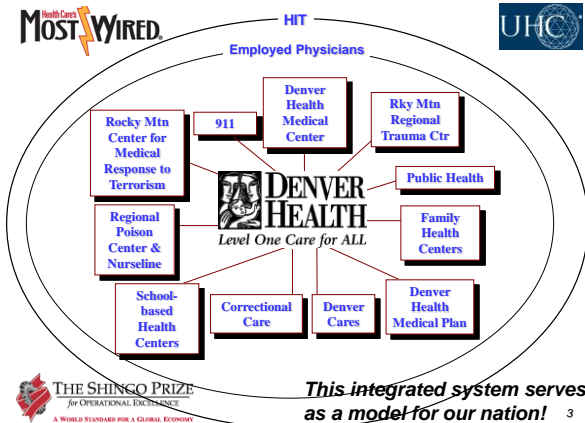 Health Care's
MOST WIRED.
HIT
UHC
Employed Physicians
Rocky Mtn
Center for
Medical
Response to
Terrorism
911
Denver
Health
Medical
Center
Rky Mtn
Regional
Trauma Ctr
Public Health
DENVER
HEALTH
Level One Care for ALL
Regional
Poison
Center &
Nurseline
Family
Health
Centers
School-
based
Health
Centers
Correctional
Care
Denver
Cares
Denver
Health
Medical Plan
THE SHINGO PRIZE
for OPERATIONAL EXCELLENCE
A WORLD STANDARD FOR A GLOBAL ECONOMY
This integrated system serves
as a model for our nation! 3